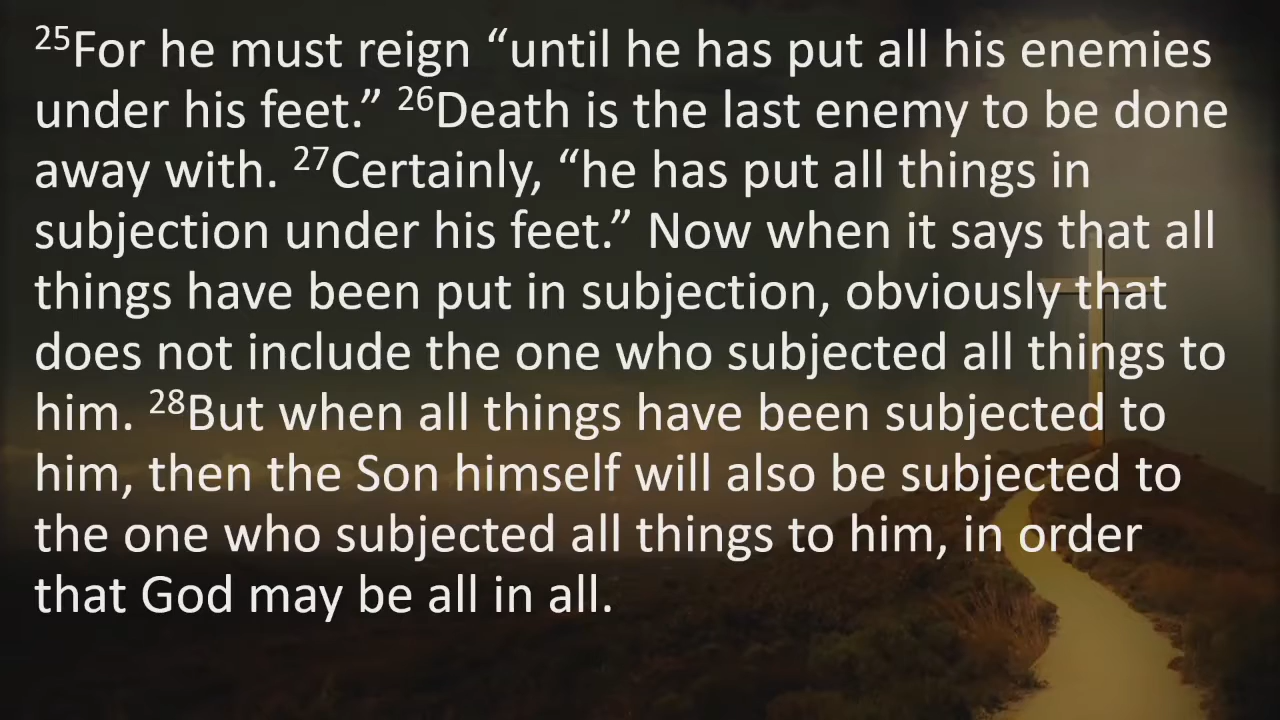 ²⁵For he must reign “until he has put all his enemies
under his feet.” ²⁶Death is the last enemy to be done
away with. ²⁷Certainly, “he has put all things in
subjection under his feet.” Now when it says that all
things have been put in subjection, obviously that
does not include the one who subjected all things to
him. ²⁸But when all things have been subjected to
him, then the Son himself will also be subjected to
the one who subjected all things to him, in order
that God may be all in all.